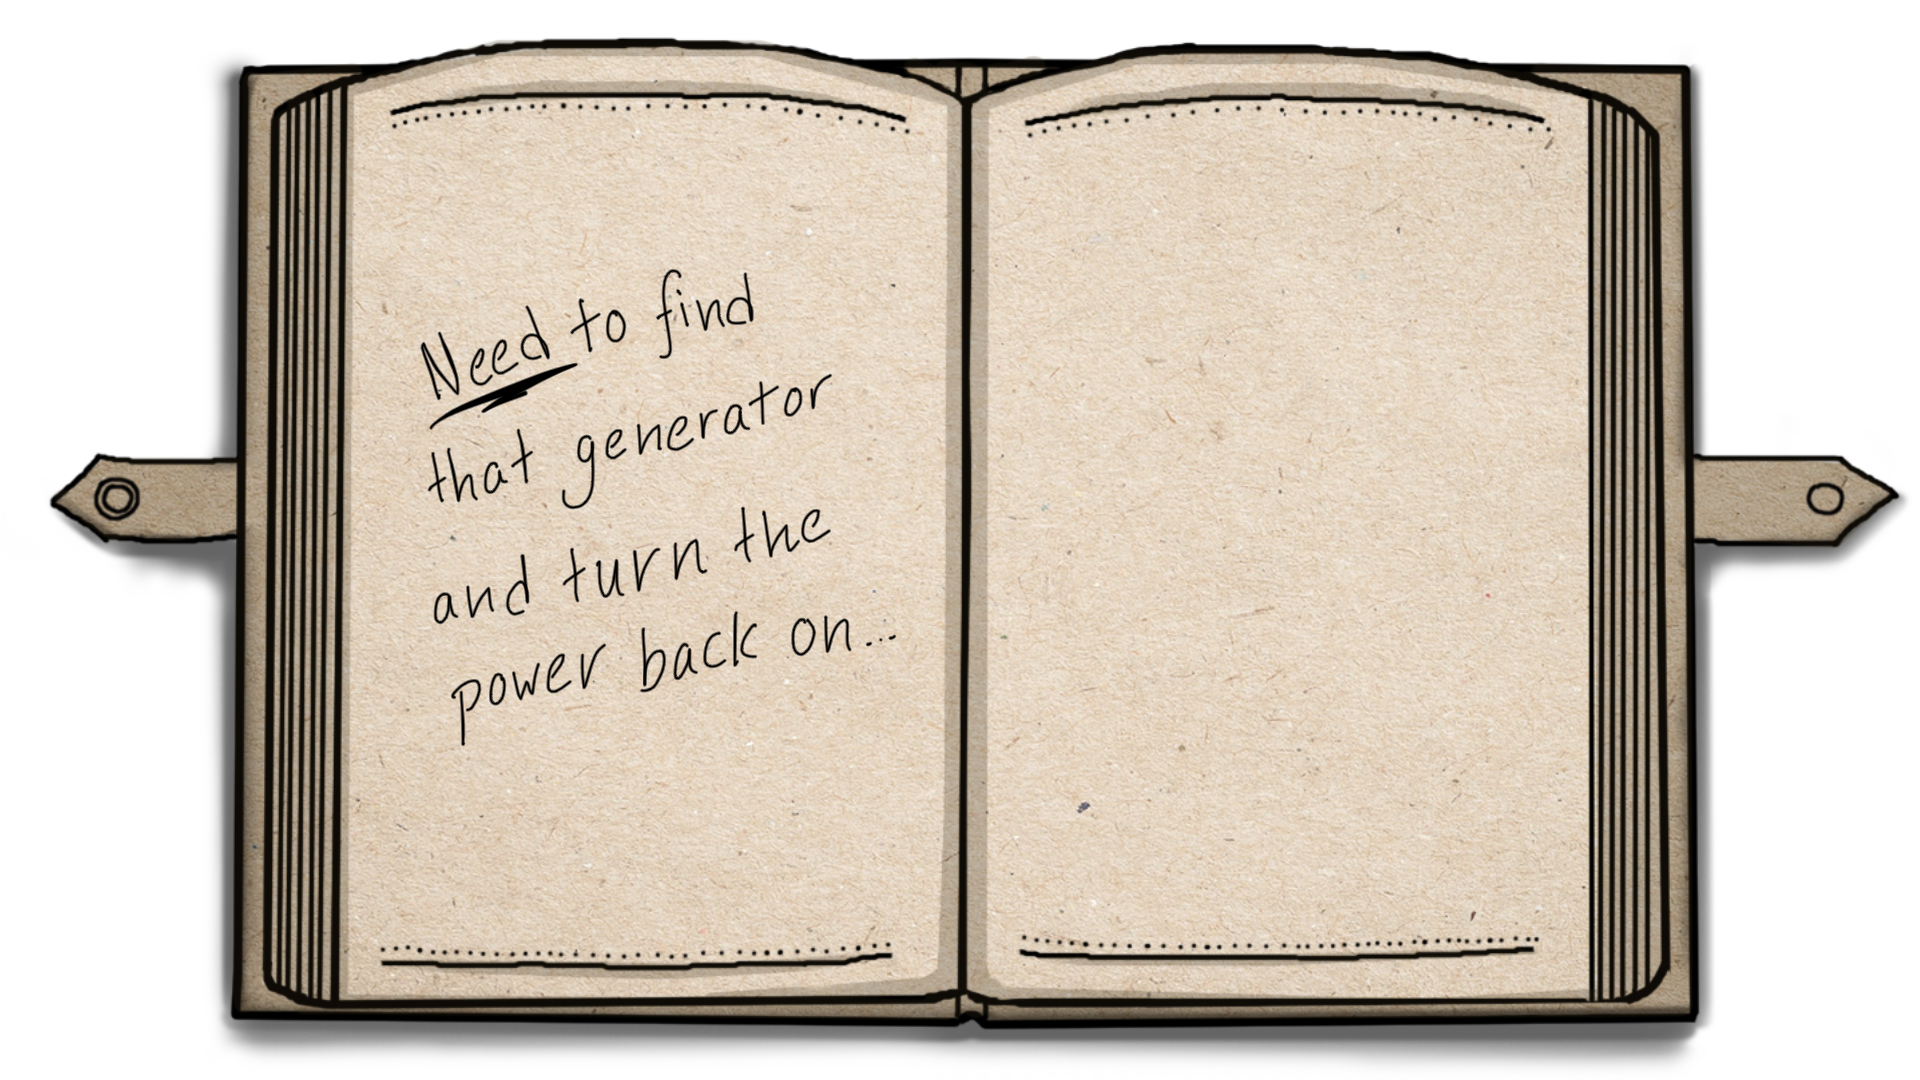 Need to find
that generator
and turn the
power back on...